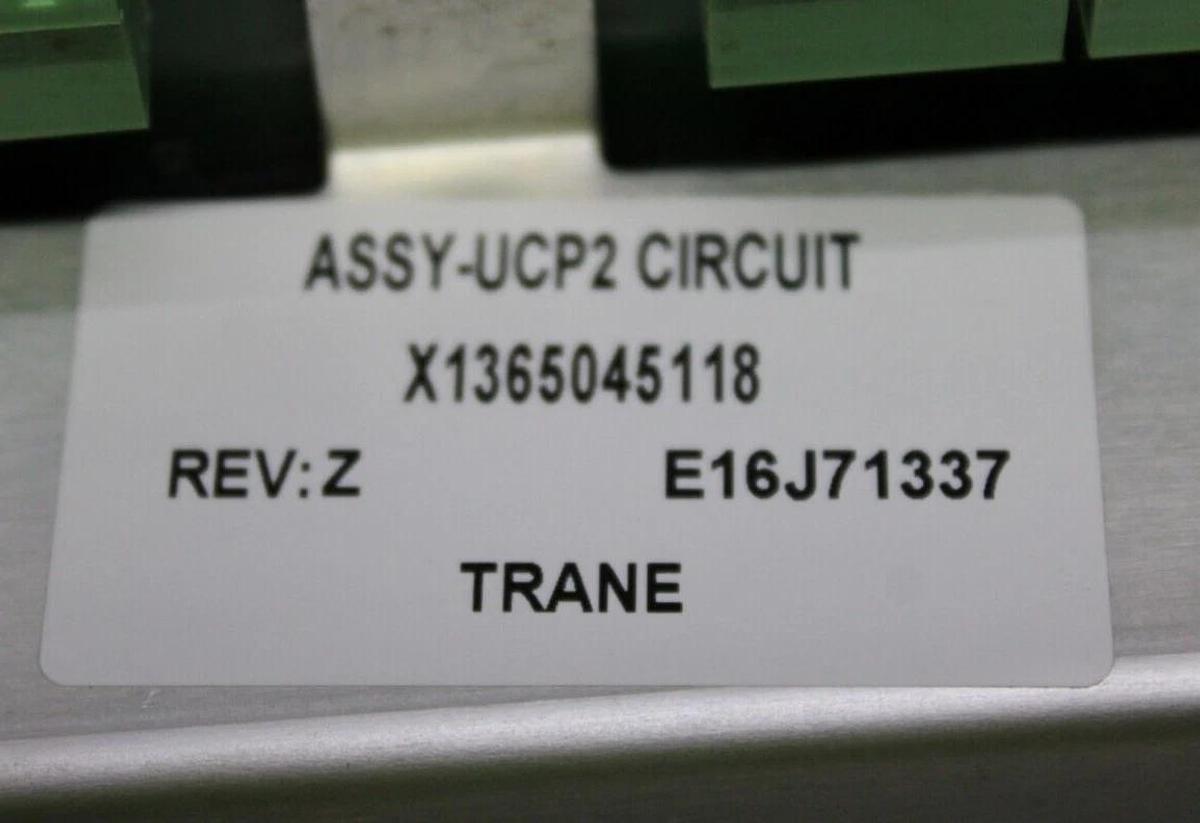 ASSY-UCP2 CIRCUIT
X1365045118
REV:Z E16J71337
TRANE